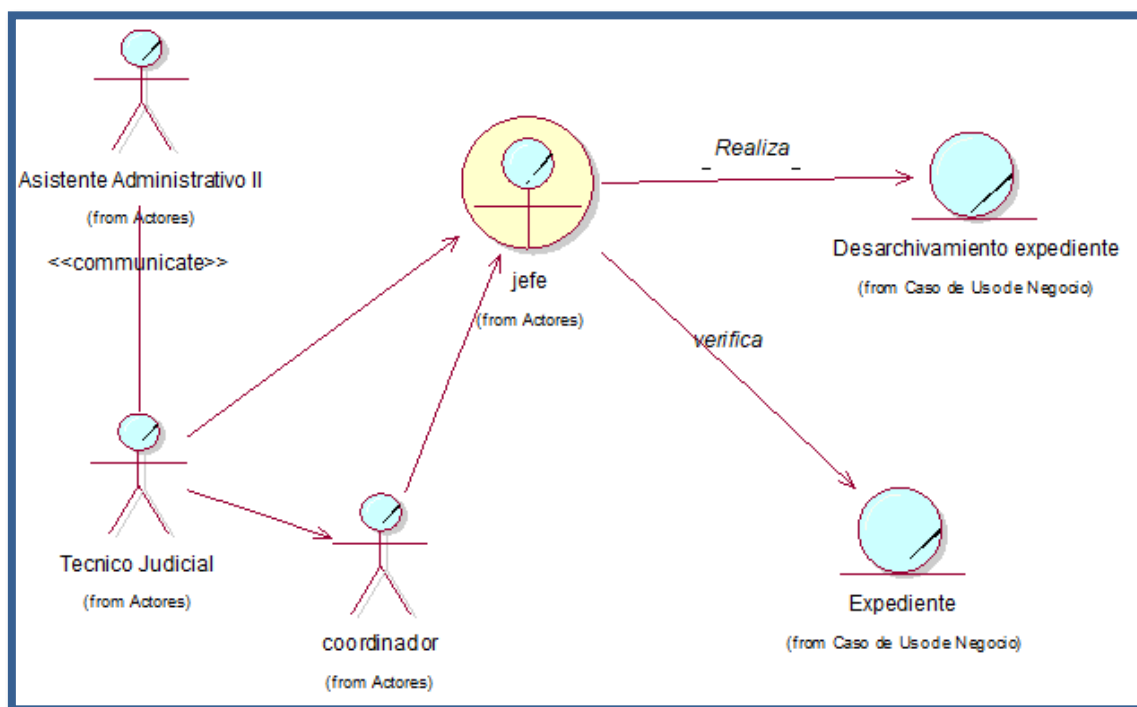 Asistente Administrativo II
(from Actores)
<<communicate>>
Realiza
jefe
(from Actores)
Desarchivamiento expediente
(from Caso de Uso de Negocio)
verifica
Tecnico Judicial
(from Actores)
coordinador
(from Actores)
Expediente
(from Caso de Uso de Negocio)